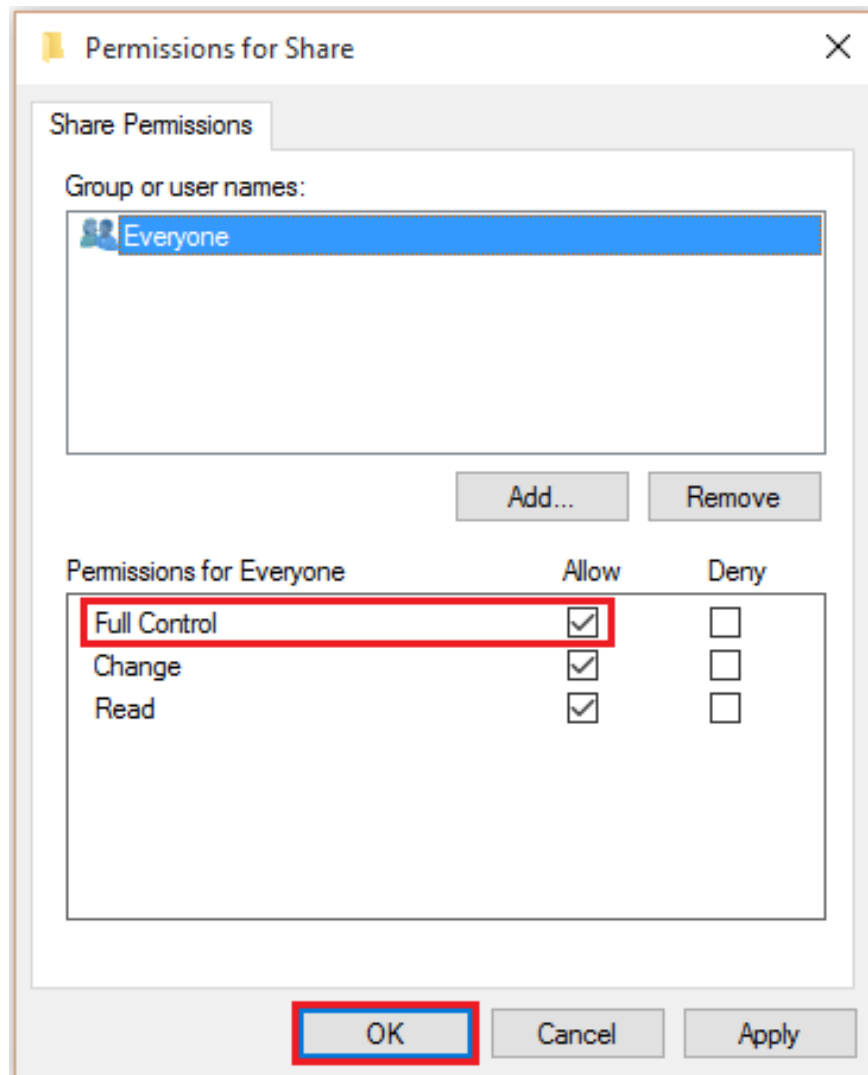 Permissions for Share
Share Permissions
Group or user names:
Everyone
Add... Remove
Permissions for Everyone Allow Deny
Full Control
Change
Read
OK Cancel Apply